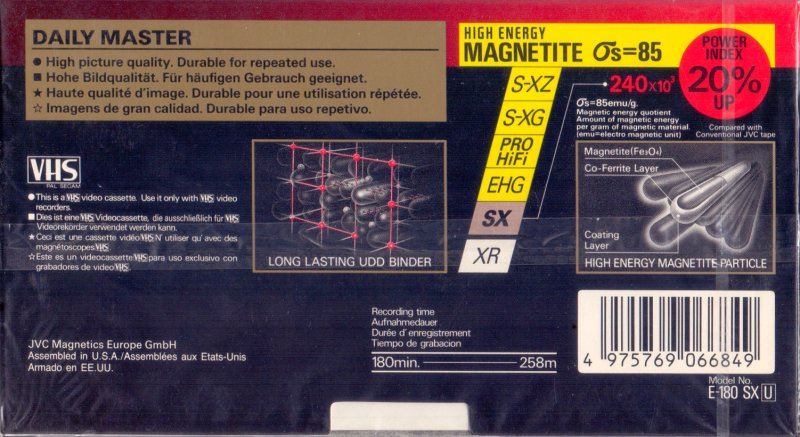 DAILY MASTER
● High picture quality. Durable for repeated use.
■ Hohe Bildqualität. Für häufigen Gebrauch geeignet.
★ Haute qualité d'image. Durable pour une utilisation répétée.
☆ Imagens de gran calidad. Durable para uso repetivo.
HIGH ENERGY
MAGNETITE σs=85
POWER
INDEX
20%
UP
Compared with
Conventional JVC tape
S-XZ
S-XG
PRO
HiFi
EHG
SX
XR
240×10³
σs=85emu/g.
Magnetic energy quotient
Amount of magnetic energy
per gram of magnetic material.
(emu=electro magnetic unit)
Magnetite(Fe₃O₄)
Co-Ferrite Layer
Coating
Layer
HIGH ENERGY MAGNETITE PARTICLE
VHS
PAL SECAM
● This is a VHS video cassette. Use it only with VHS video
recorders.
■ Dies ist eine VHS Videocassette, die ausschließlich für VHS
Videorekorder verwendet werden kann.
★ Ceci est une cassette vidéo VHS N' utiliser qu' avec des
magnétoscopes VHS.
☆ Este es un videocassette VHS para uso exclusivo con
grabadores de video VHS.
LONG LASTING UDD BINDER
JVC Magnetics Europe GmbH
Assembled in U.S.A./Assemblées aux Etats-Unis
Armado en EE.UU.
Recording time
Aufnahmedauer
Durée d' enregistrement
Tiempo de grabacion
180min. 258m
4 975769 066849
Model No.
E-180 SX U